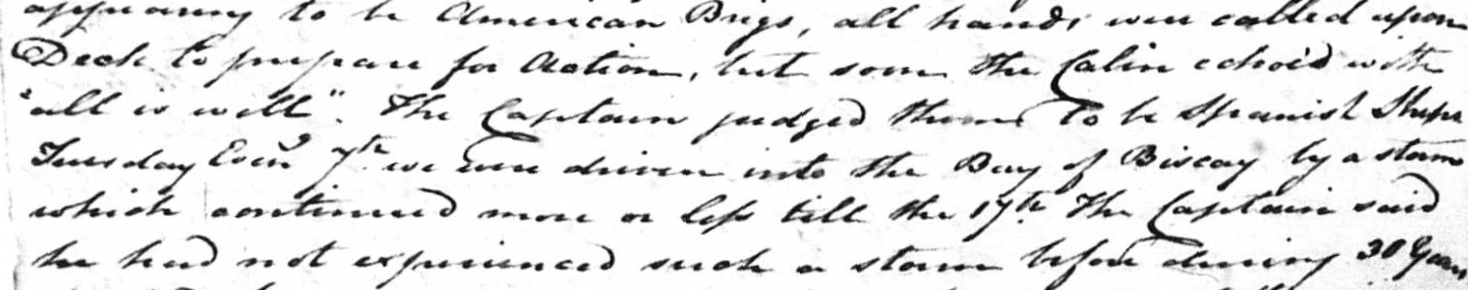 appearing to be American Brigs, all hands were called upon
Deck to prepare for Action, but soon the Cabin echo'd with
"all is well". The Captain judged them to be Spanish Ships
Tuesday Even^g 7^th we were driven into the Bay of Biscay by a storm
which continued more or less till the 17^th The Captain said
he had not experienced such a storm before during 30 Years